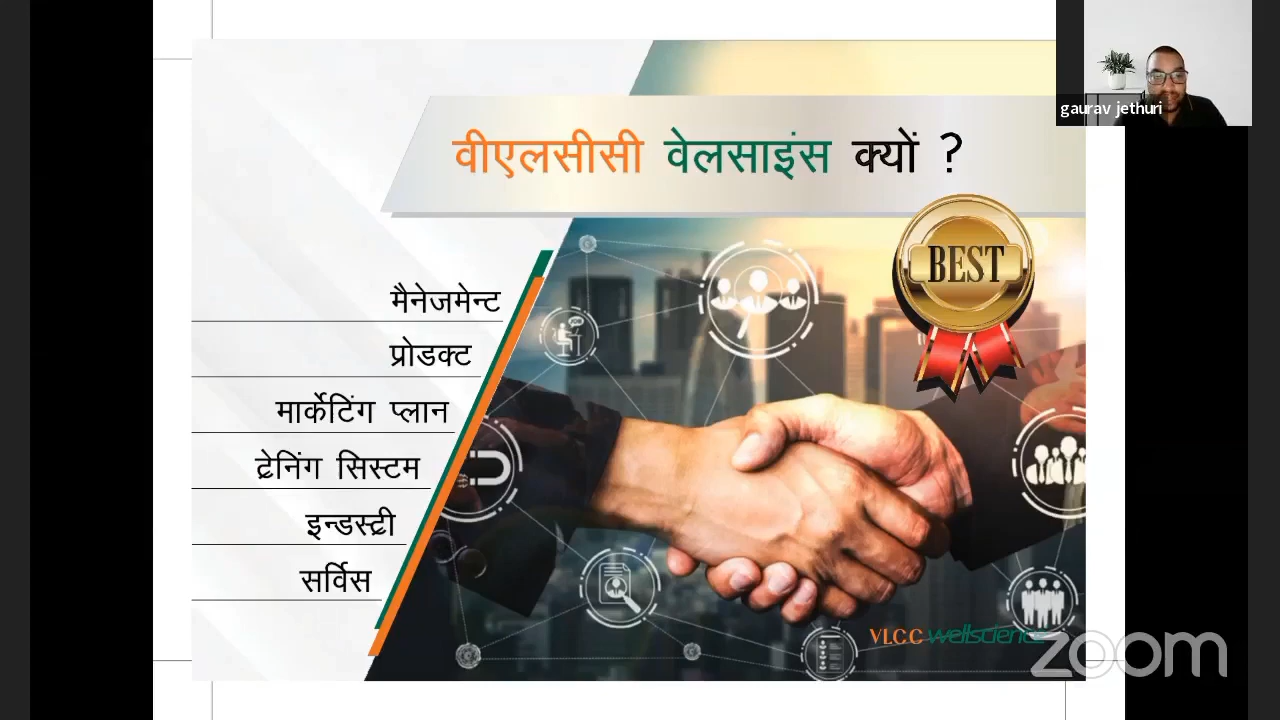 gaurav jethuri
वीएलसीसी वेलसाइंस क्यों ?
BEST
मैनेजमेन्ट
प्रोडक्ट
मार्केटिंग प्लान
ट्रेनिंग सिस्टम
इन्डस्ट्री
सर्विस
VLCC wellscience
zoom